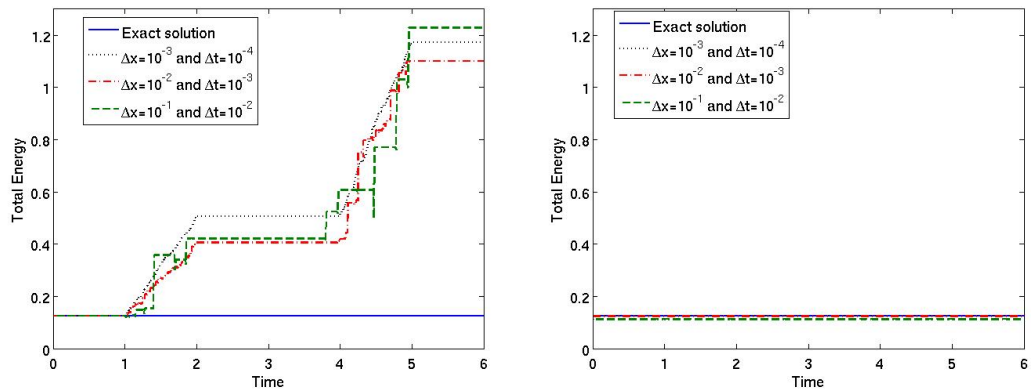 Exact solution
Δx=10⁻³ and Δt=10⁻⁴
Δx=10⁻² and Δt=10⁻³
Δx=10⁻¹ and Δt=10⁻²
Total Energy
1.2
1
0.8
0.6
0.4
0.2
0
0 1 2 3 4 5 6
Time
Exact solution
Δx=10⁻³ and Δt=10⁻⁴
Δx=10⁻² and Δt=10⁻³
Δx=10⁻¹ and Δt=10⁻²
Total Energy
1.2
1
0.8
0.6
0.4
0.2
0
0 1 2 3 4 5 6
Time